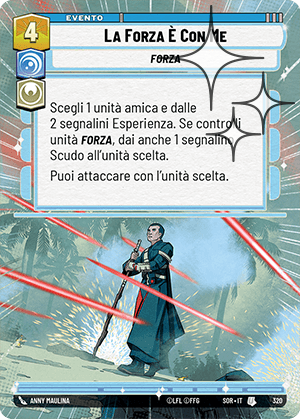 EVENTO
4
LA FORZA È CON ME
FORZA
Scegli 1 unità amica e dalle
2 segnalini Esperienza. Se controlli
unità FORZA, dai anche 1 segnalino
Scudo all'unità scelta.
Puoi attaccare con l'unità scelta.
ANNY MAULINA
©LFL ©FFG
SOR • IT
320